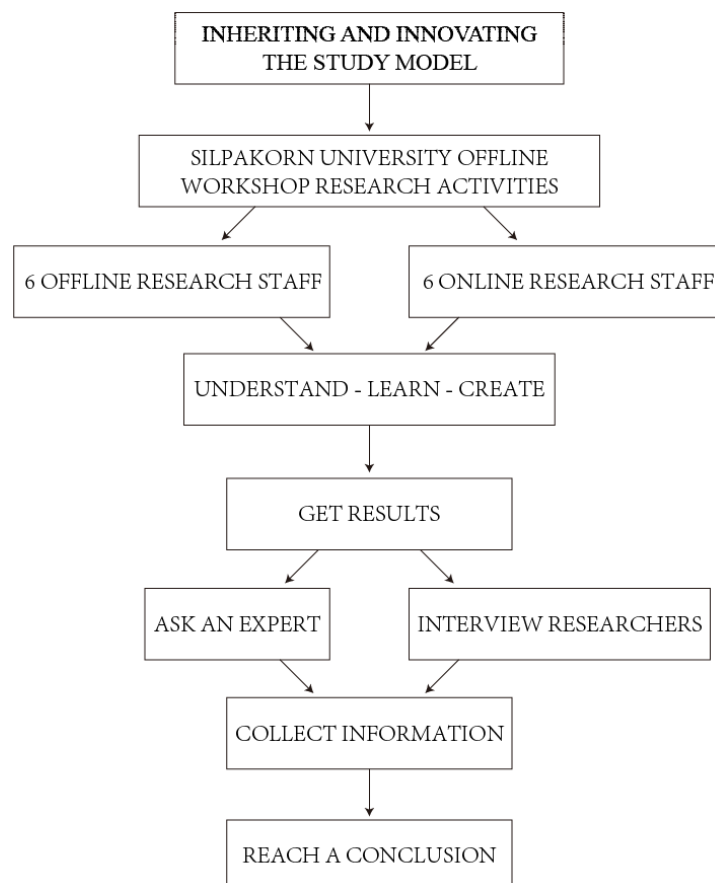 INHERITING AND INNOVATING
THE STUDY MODEL
SILPAKORN UNIVERSITY OFFLINE
WORKSHOP RESEARCH ACTIVITIES
6 OFFLINE RESEARCH STAFF
6 ONLINE RESEARCH STAFF
UNDERSTAND - LEARN - CREATE
GET RESULTS
ASK AN EXPERT
INTERVIEW RESEARCHERS
COLLECT INFORMATION
REACH A CONCLUSION